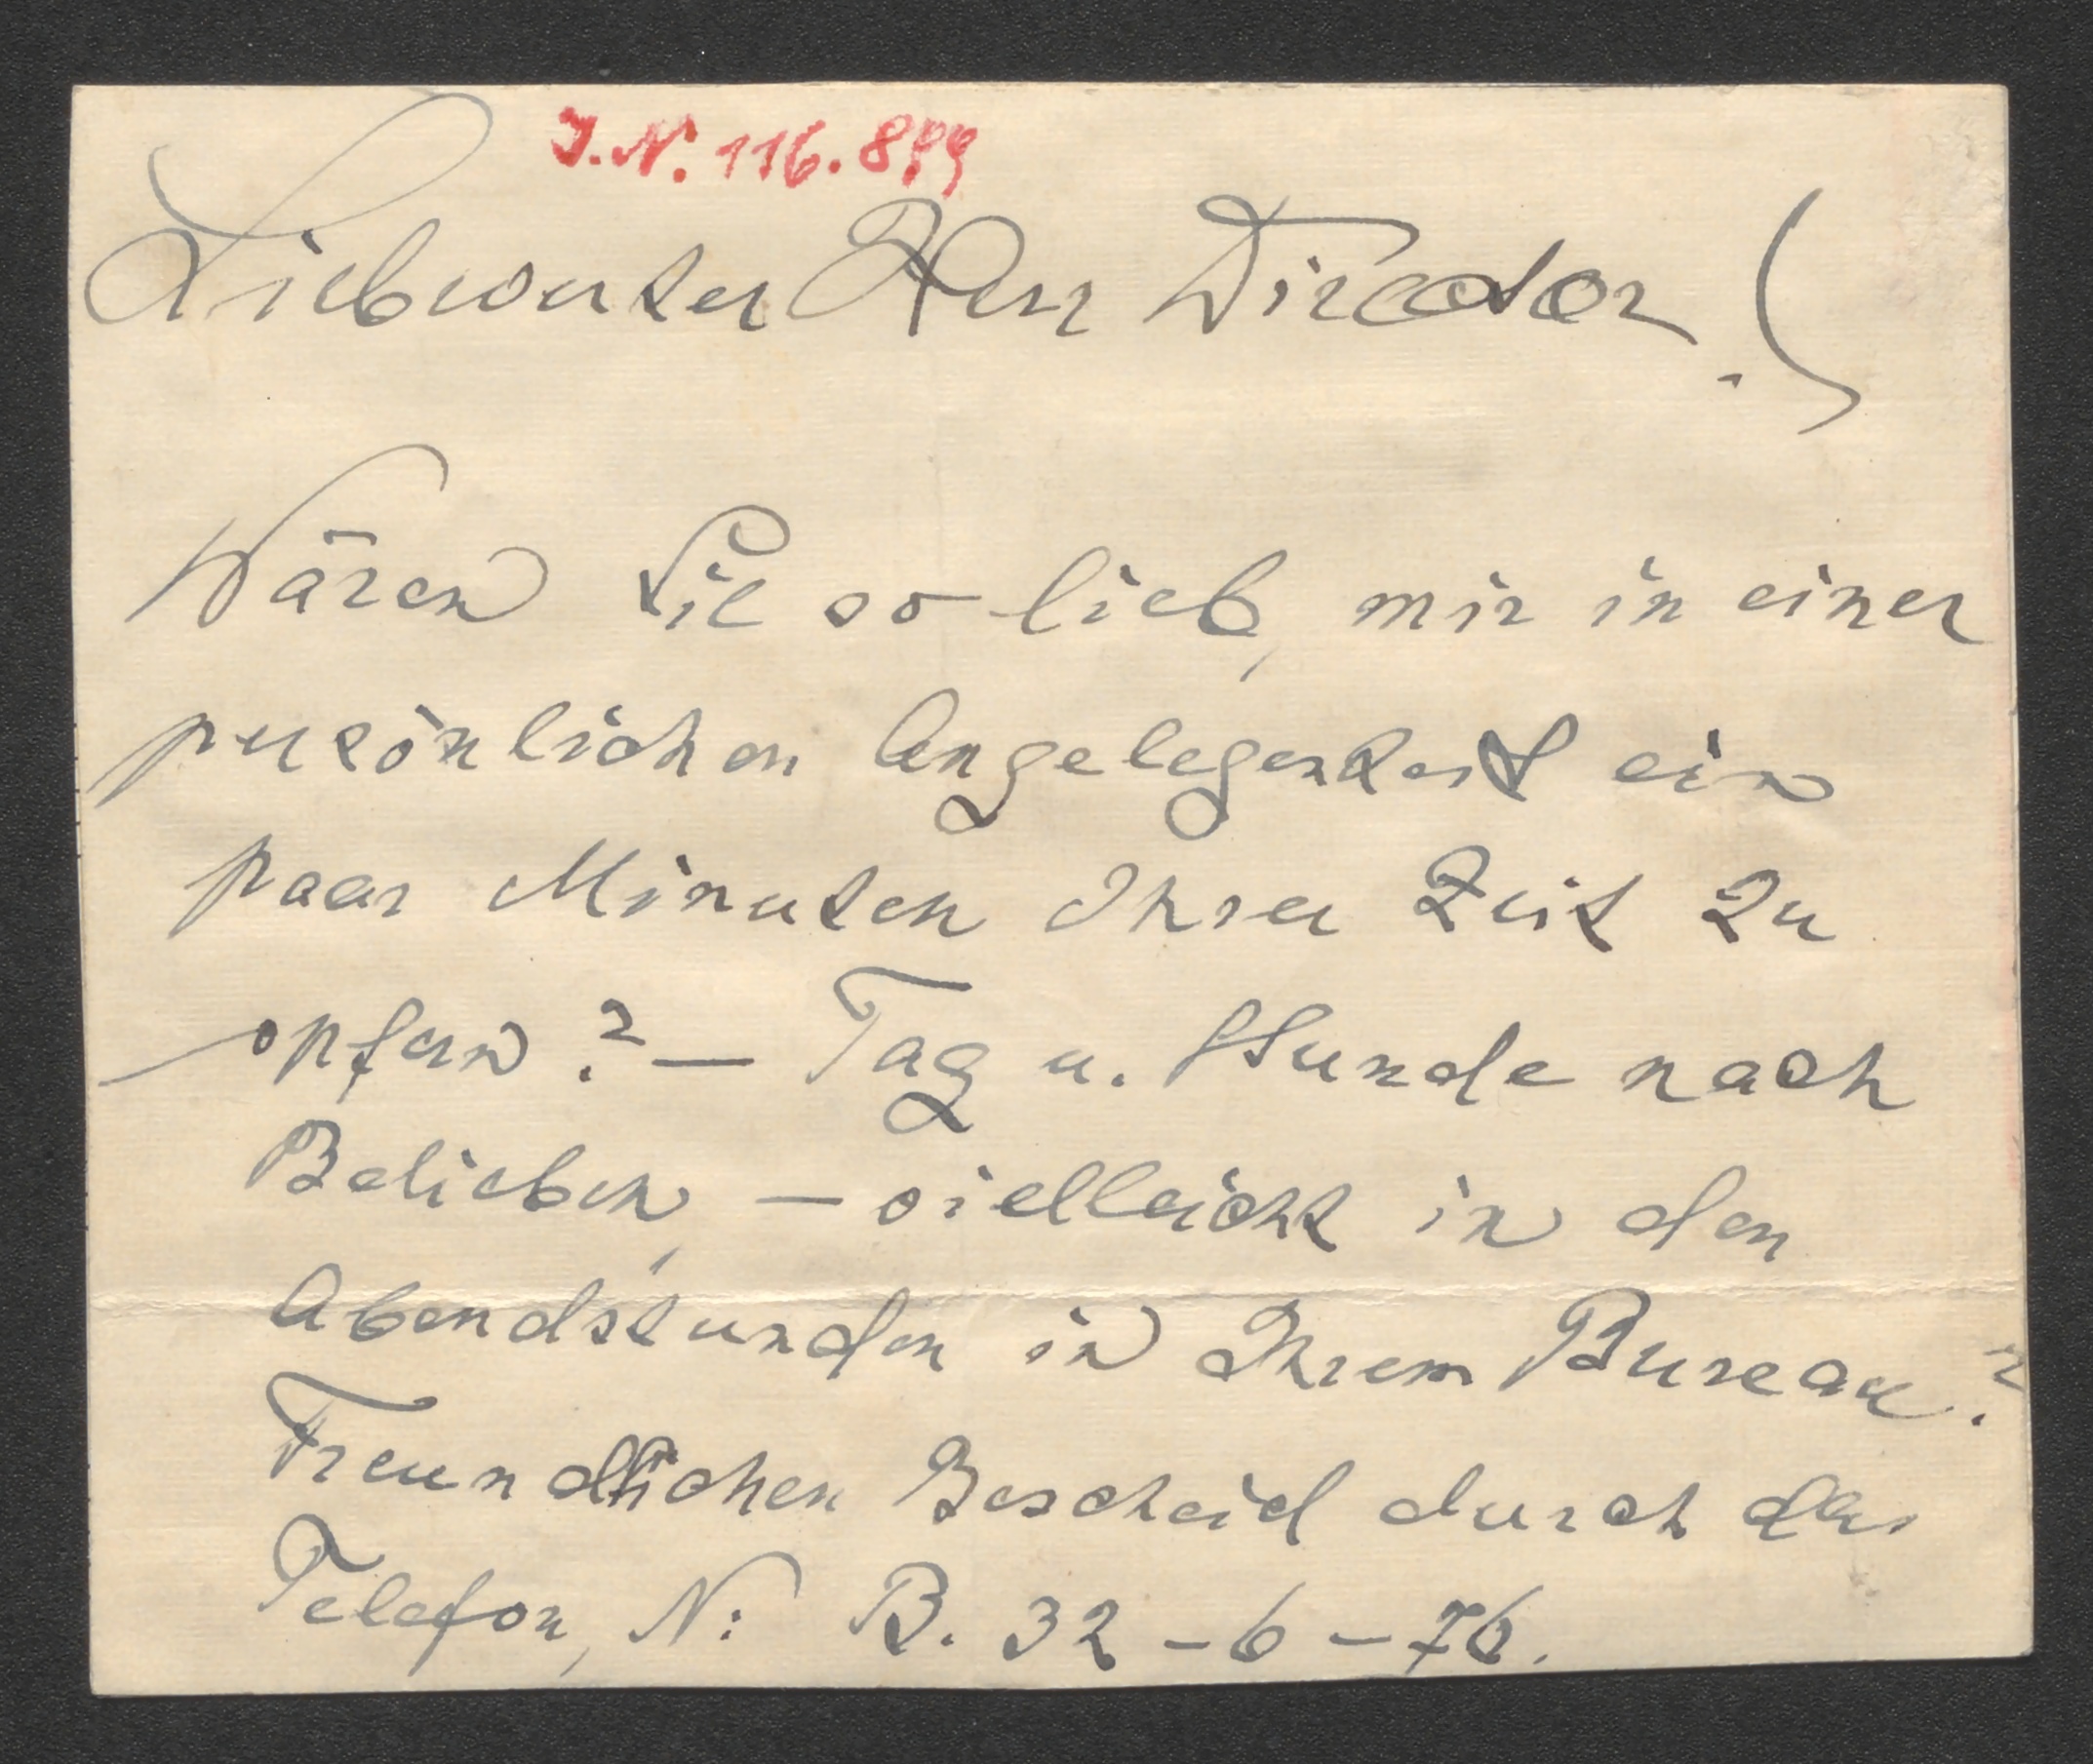 J.N. 116.899
Liebwerter Herr Director!
Wären Sie so lieb, mir in einer
persönlichen Angelegenheit ein
paar Minuten Ihrer Zeit zu
opfern? — Tag u. Stunde nach
Belieben, — vielleicht in den
Abendstunden in Ihrem Bureau?
Freundlichen Bescheid durch das
Telefon, N: B. 32 – 6 – 76.